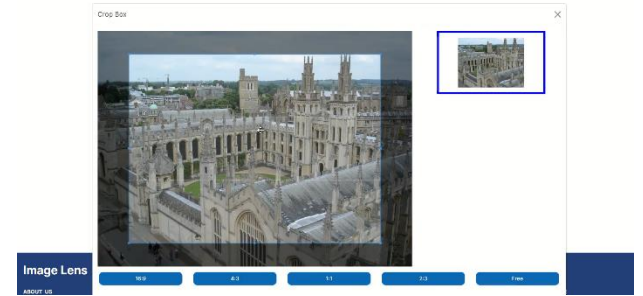 Crop Box
16:9
4:3
1:1
2:3
Free
Image Lens
ABOUT US